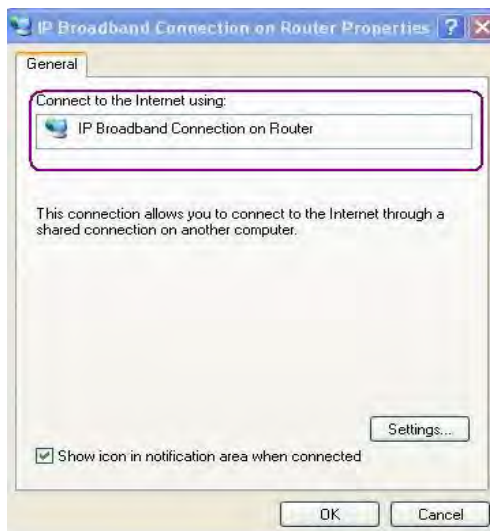 IP Broadband Connection on Router Properties
General
Connect to the Internet using:
IP Broadband Connection on Router
This connection allows you to connect to the Internet through a
shared connection on another computer.
Settings...
Show icon in notification area when connected
OK Cancel